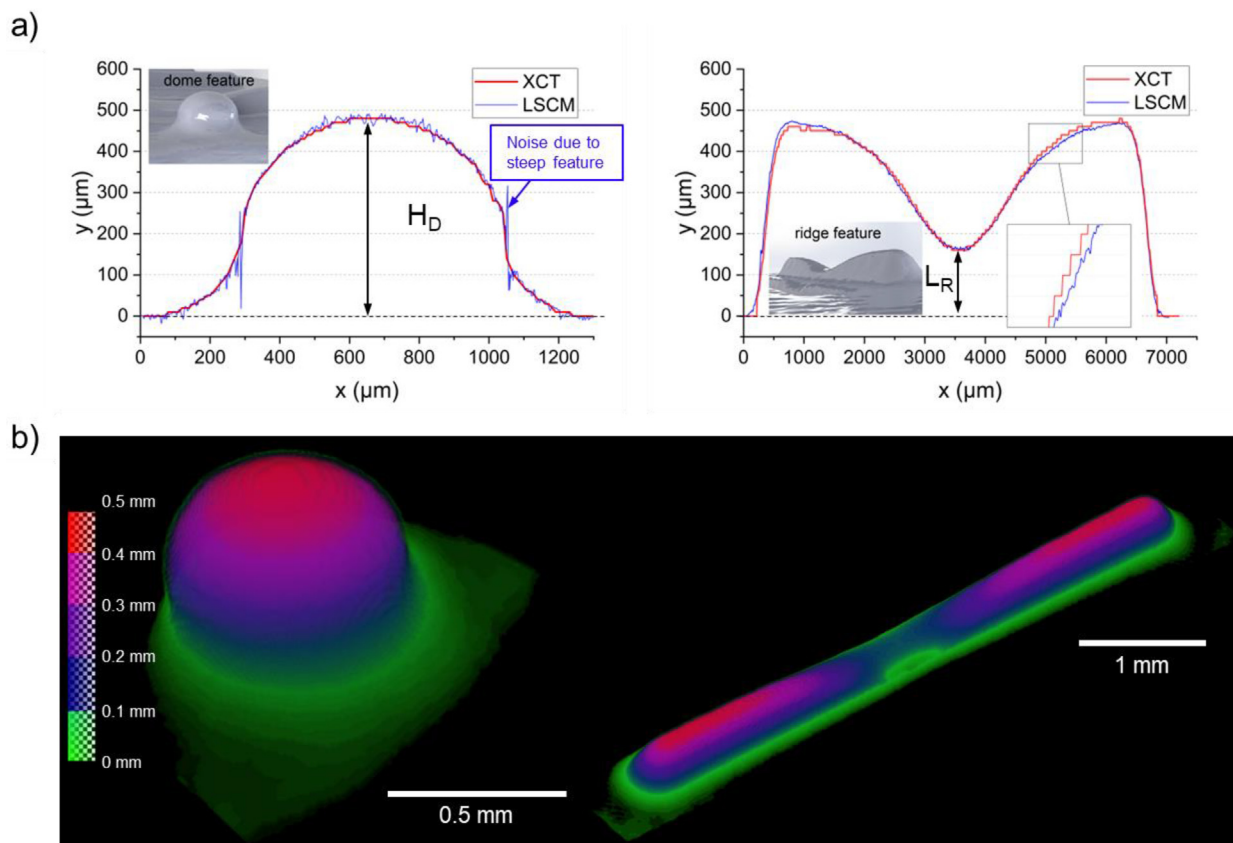 a)
600
500
400
300
200
100
0
y (µm)
dome feature
XCT
LSCM
Noise due to
steep feature
H_D
0 200 400 600 800 1000 1200
x (µm)
600
500
400
300
200
100
0
y (µm)
XCT
LSCM
ridge feature
L_R
0 1000 2000 3000 4000 5000 6000 7000
x (µm)
b)
0.5 mm
0.4 mm
0.3 mm
0.2 mm
0.1 mm
0 mm
0.5 mm
1 mm